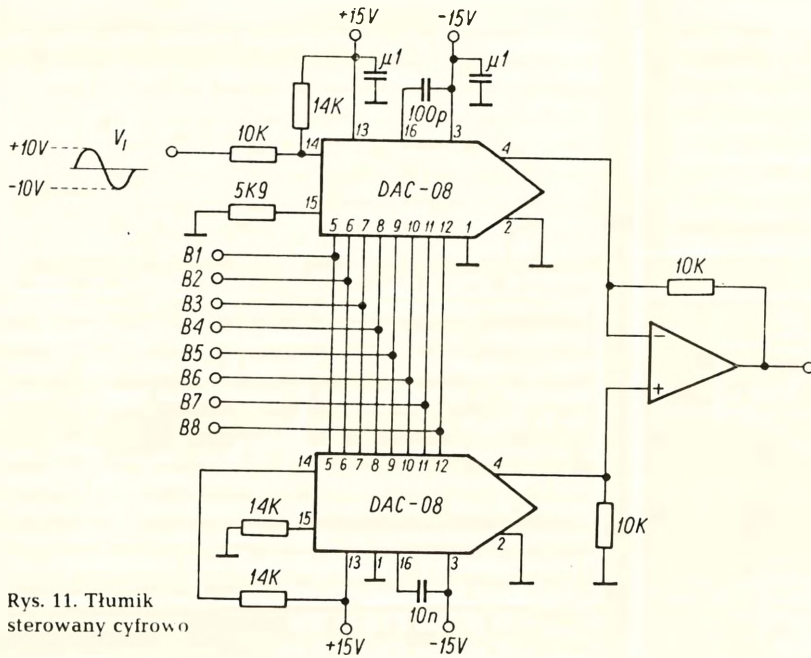 +15V
-15V
µ1
µ1
14K
100p
13
16
3
+10V
V1
-10V
10K
14
4
DAC-08
5K9
15
5 6 7 8 9 10 11 12 1
2
10K
B1
B2
B3
B4
B5
B6
B7
B8
-
+
14
5 6 7 8 9 10 11 12
4
DAC-08
14K
15
2
10K
13
1
16
3
14K
10n
+15V
-15V
Rys. 11. Tłumik
sterowany cyfrowo